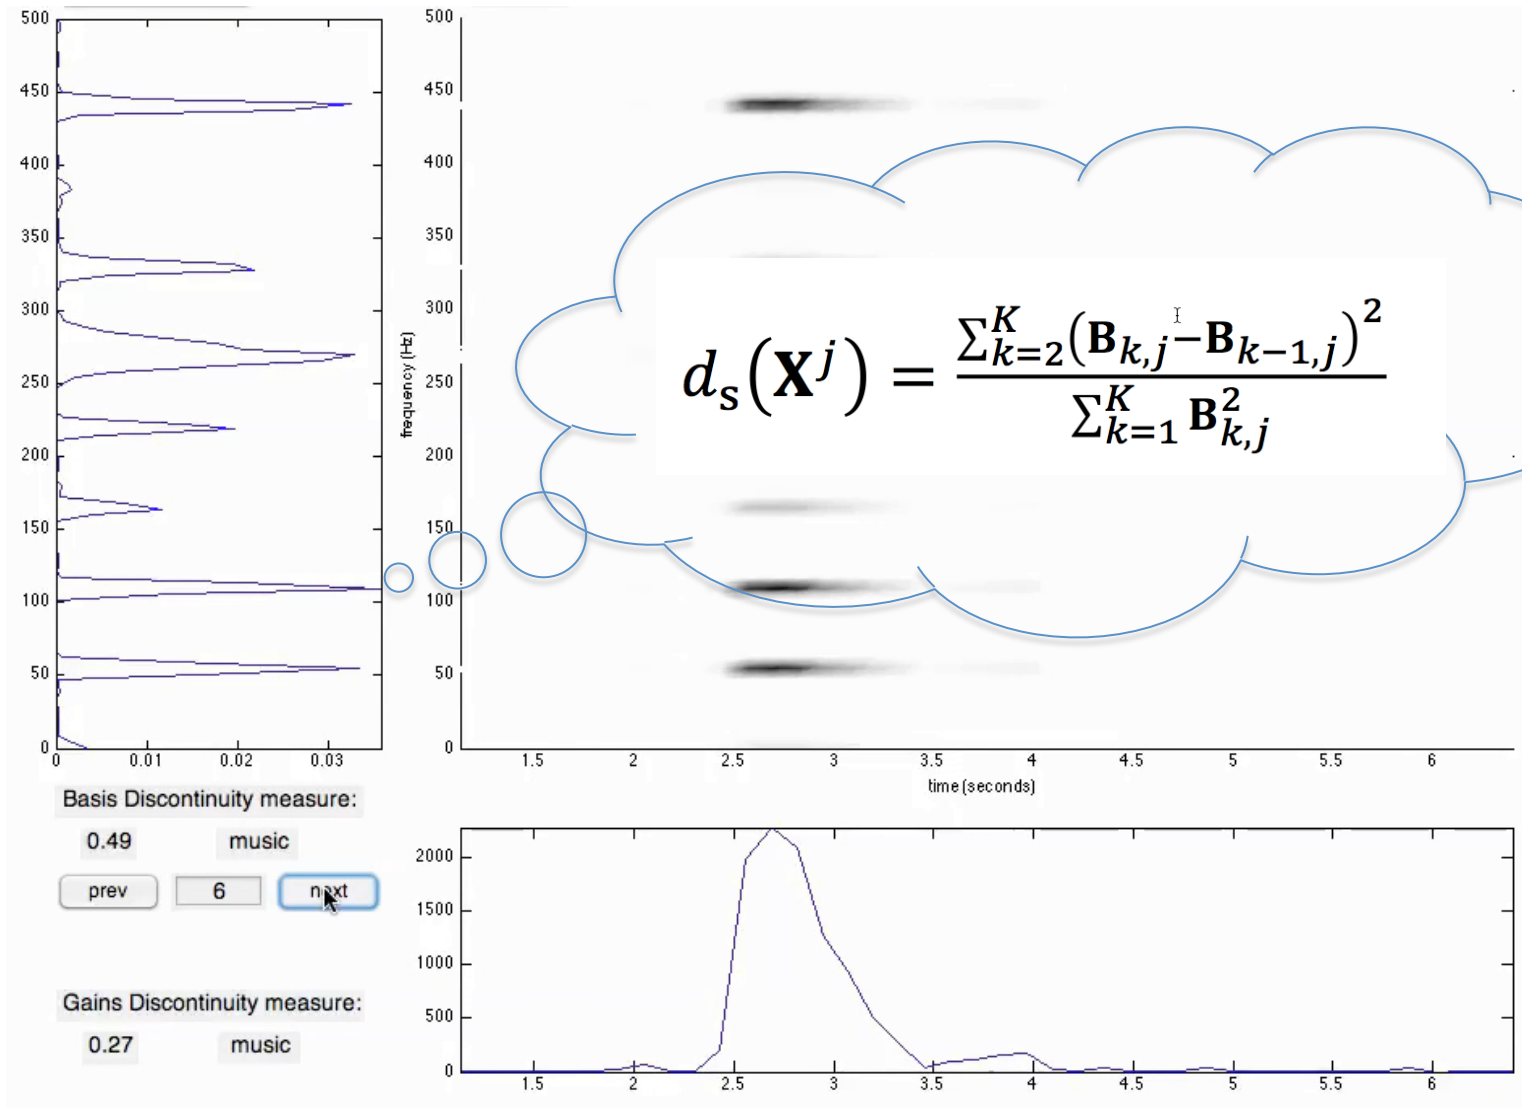 500
450
400
350
300
250
200
150
100
50
0
0 0.01 0.02 0.03
500
450
400
350
300
250
200
150
100
50
0
frequency (Hz)
1.5 2 2.5 3 3.5 4 4.5 5 5.5 6
time (seconds)
d_s(X^j) = \frac{\sum_{k=2}^{K}(B_{k,j}-B_{k-1,j})^2}{\sum_{k=1}^{K} B_{k,j}^2}
Basis Discontinuity measure:
0.49 music
prev 6 next
Gains Discontinuity measure:
0.27 music
2000
1500
1000
500
0
1.5 2 2.5 3 3.5 4 4.5 5 5.5 6